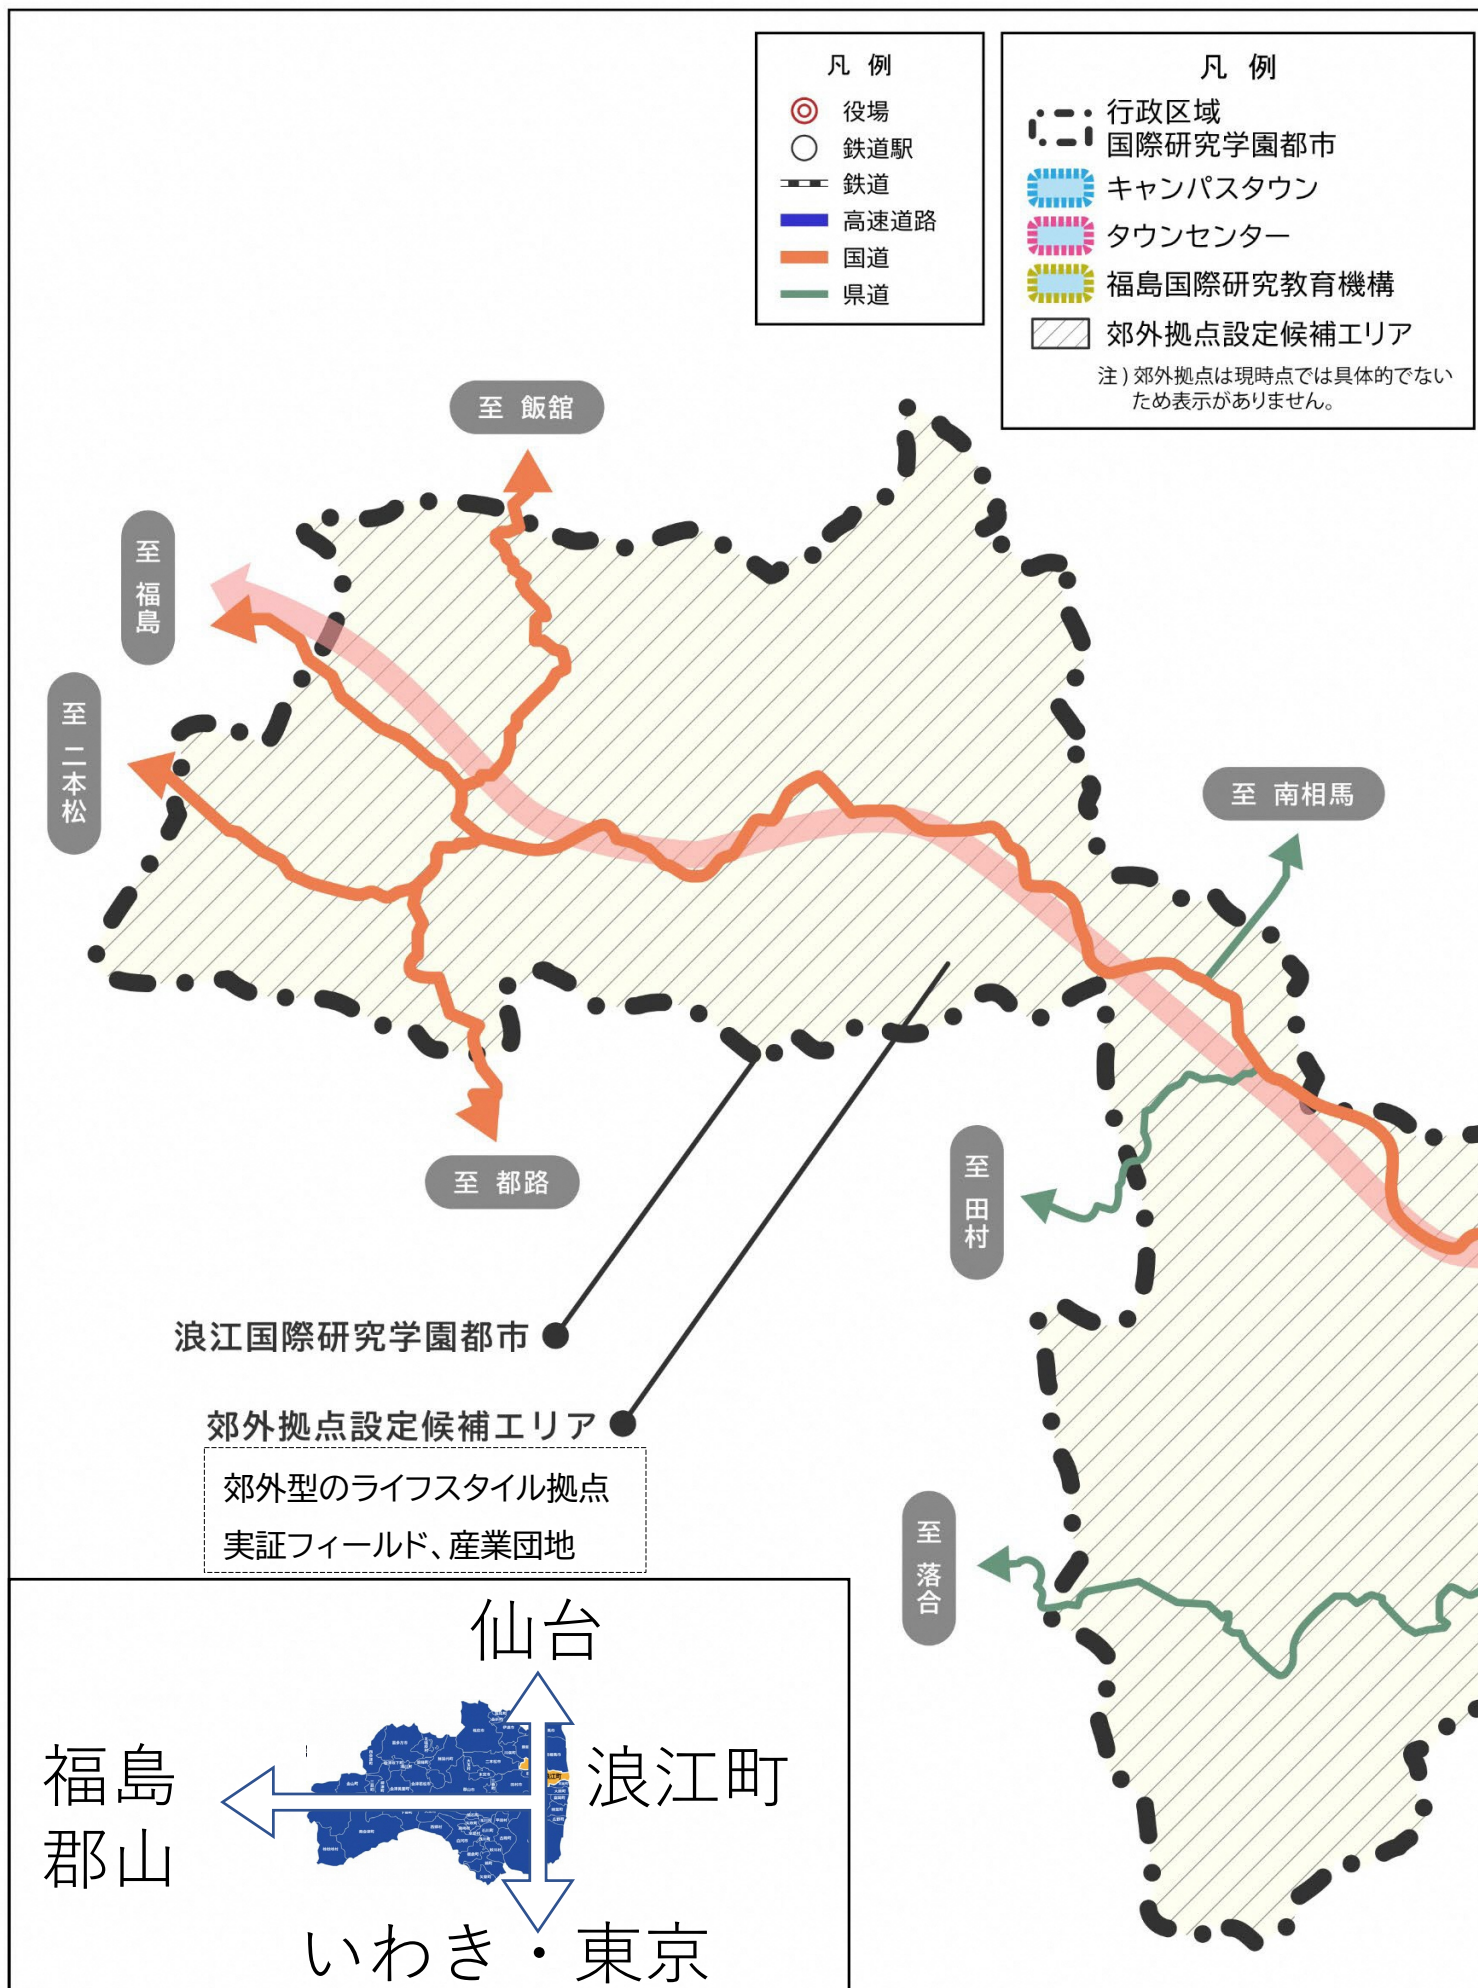 凡 例
役場
鉄道駅
鉄道
高速道路
国道
県道
凡 例
行政区域
国際研究学園都市
キャンパスタウン
タウンセンター
福島国際研究教育機構
郊外拠点設定候補エリア
注）郊外拠点は現時点では具体的でない
ため表示がありません。
至 飯舘
至 福島
至 二本松
至 南相馬
至 都路
至 田村
浪江国際研究学園都市
郊外拠点設定候補エリア
郊外型のライフスタイル拠点
実証フィールド、産業団地
至 落合
仙台
福島
郡山
浪江町
いわき・東京